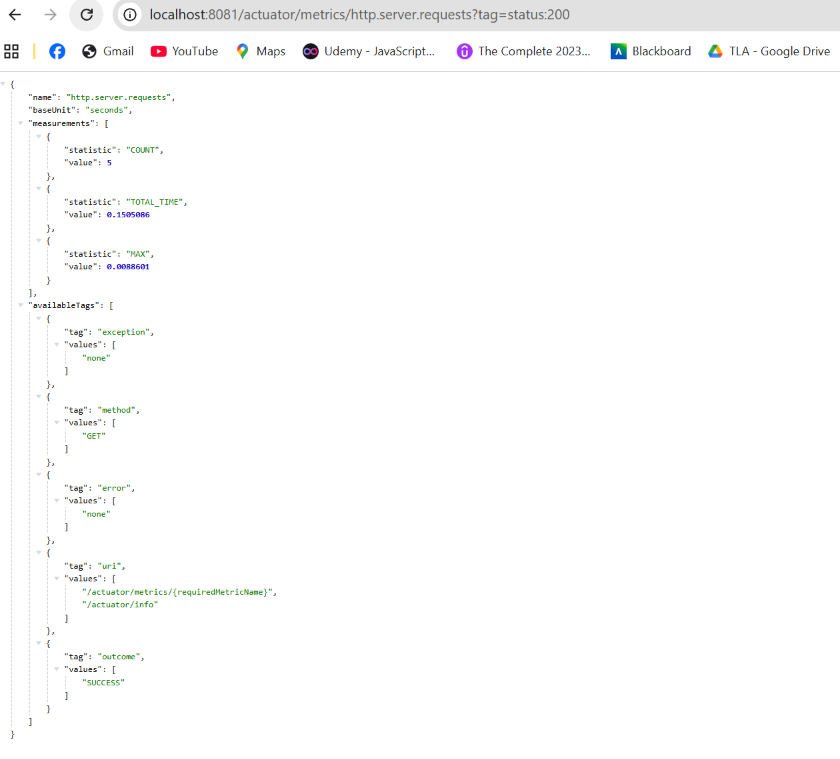 localhost:8081/actuator/metrics/http.server.requests?tag=status:200
Gmail YouTube Maps Udemy - JavaScript... The Complete 2023... Blackboard TLA - Google Drive
{
"name": "http.server.requests",
"baseUnit": "seconds",
"measurements": [
{
"statistic": "COUNT",
"value": 5
},
{
"statistic": "TOTAL_TIME",
"value": 0.1505086
},
{
"statistic": "MAX",
"value": 0.0088601
}
],
"availableTags": [
{
"tag": "exception",
"values": [
"none"
]
},
{
"tag": "method",
"values": [
"GET"
]
},
{
"tag": "error",
"values": [
"none"
]
},
{
"tag": "uri",
"values": [
"/actuator/metrics/{requiredMetricName}",
"/actuator/info"
]
},
{
"tag": "outcome",
"values": [
"SUCCESS"
]
}
]
}